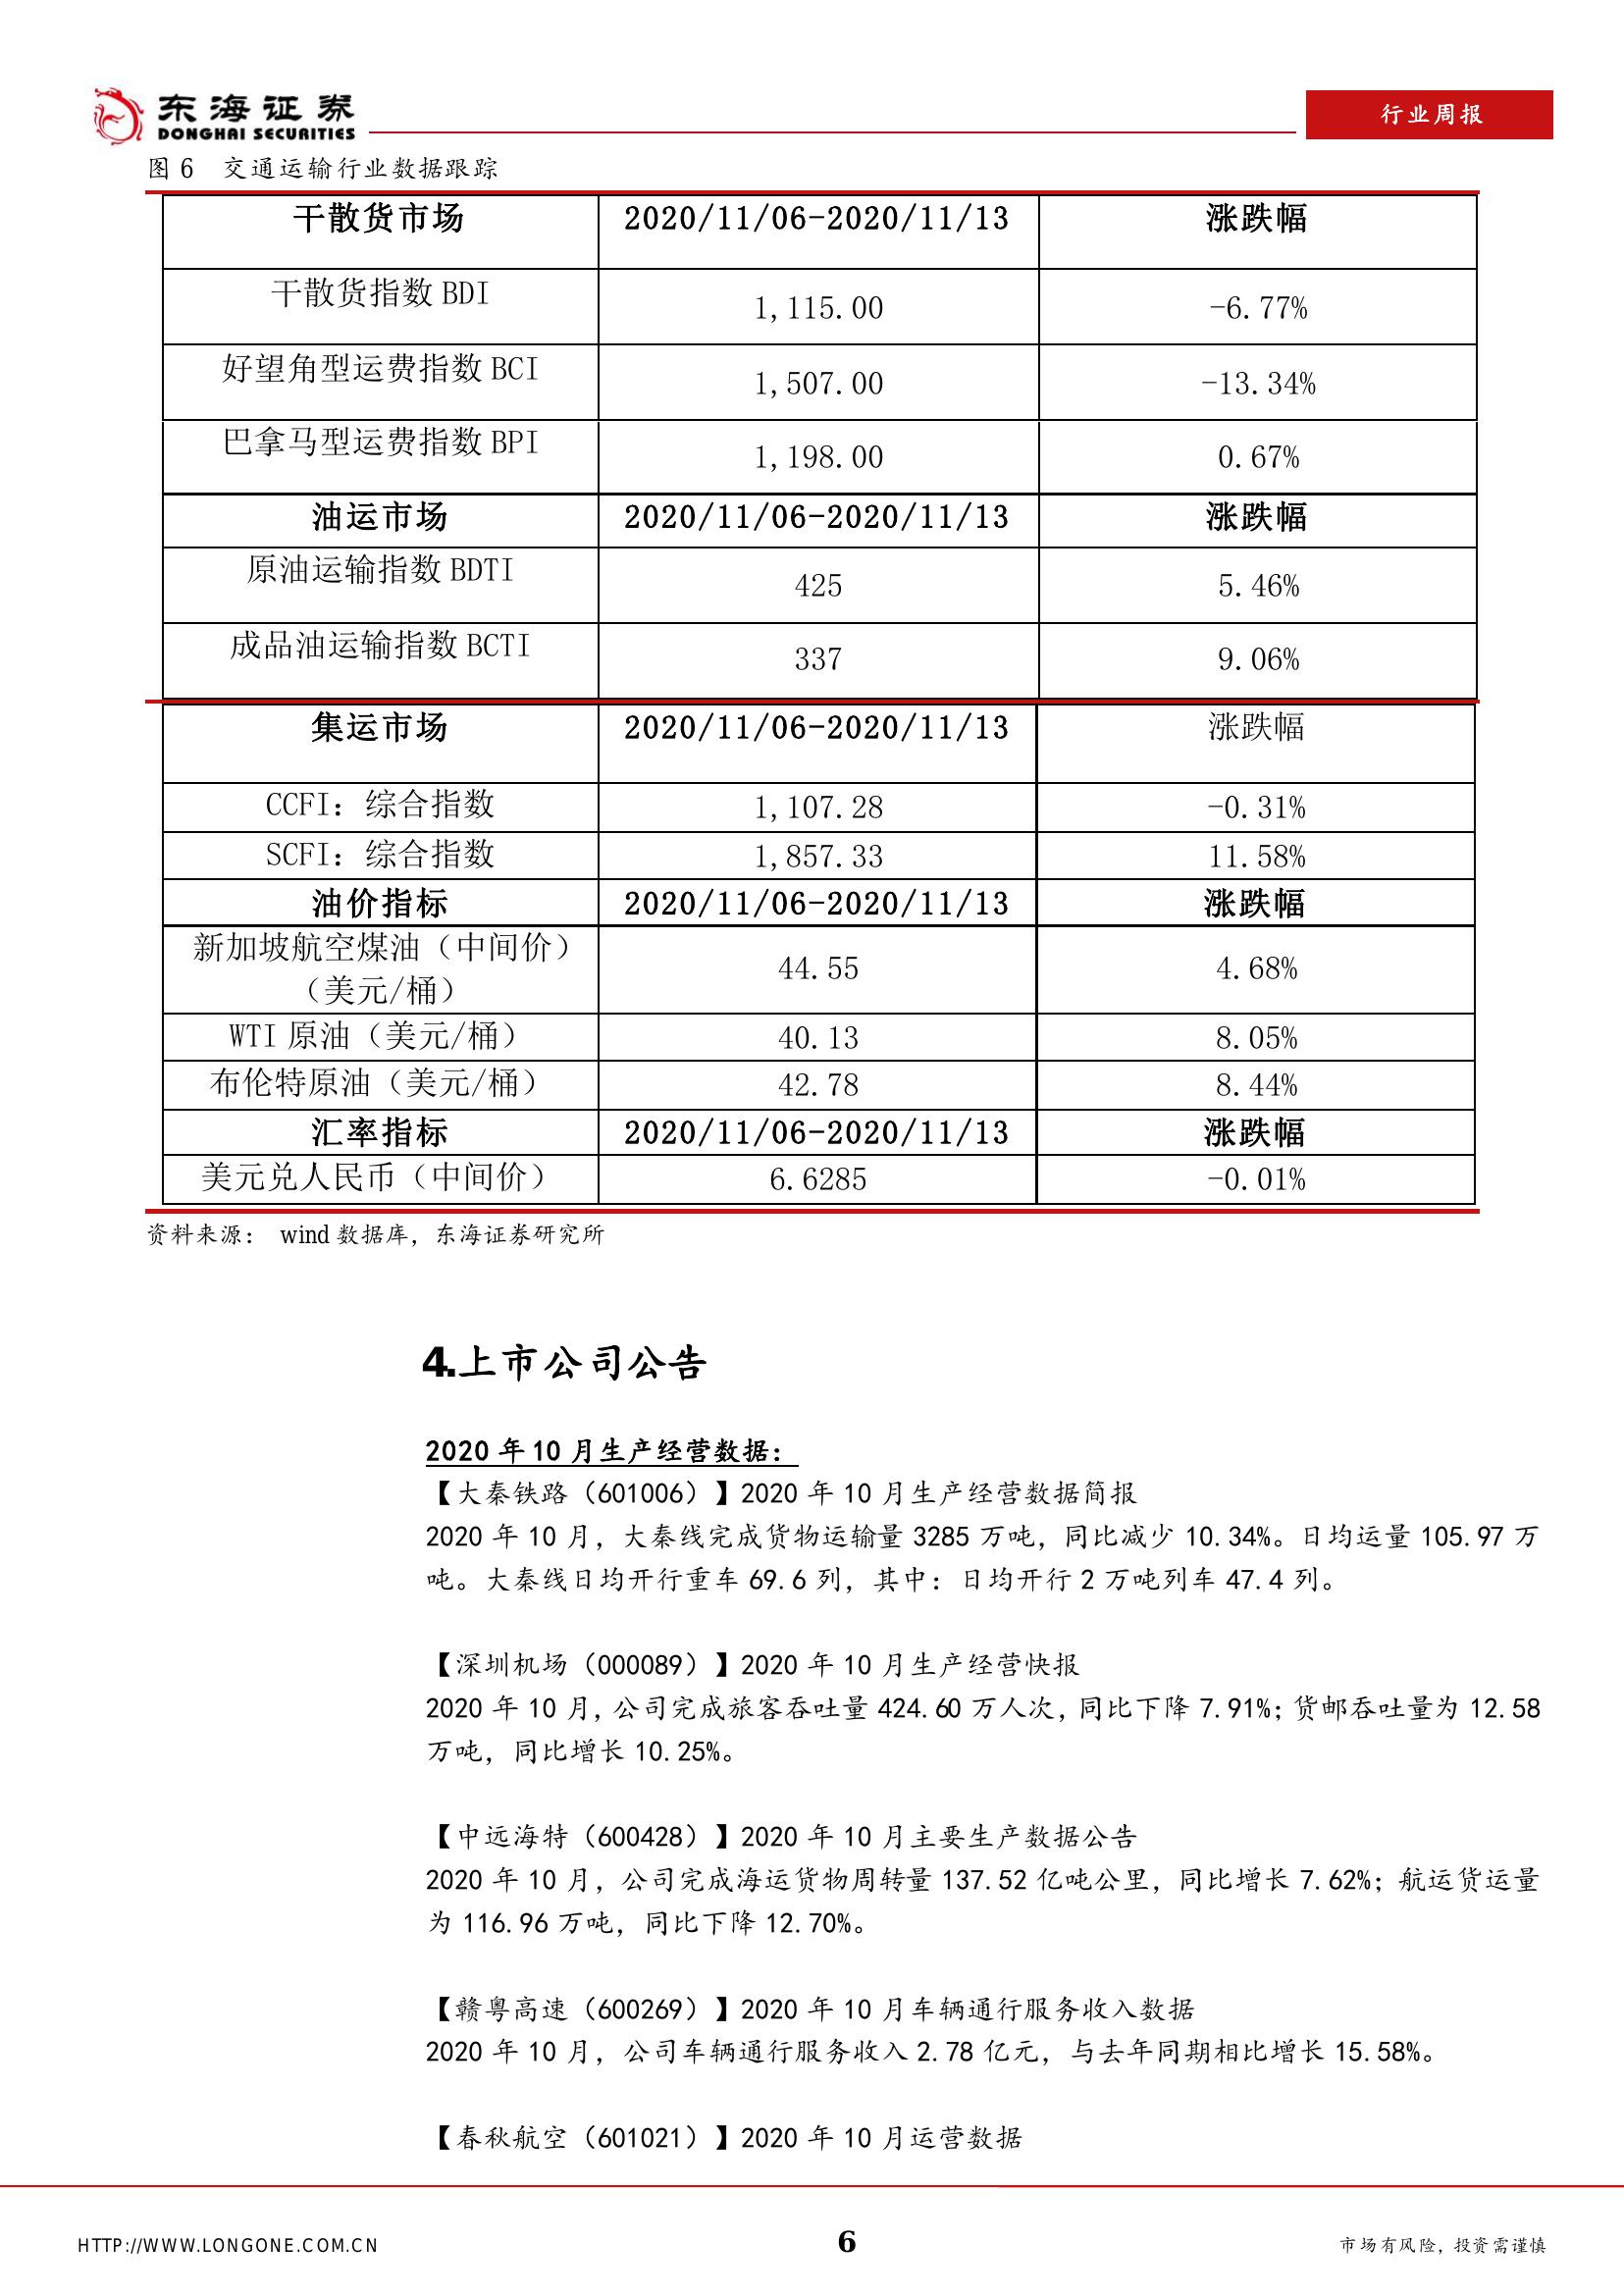 东海证券
DONGHAI SECURITIES
行业周报
图 6 交通运输行业数据跟踪
干散货市场 2020/11/06-2020/11/13 涨跌幅
干散货指数 BDI 1,115.00 -6.77%
好望角型运费指数 BCI 1,507.00 -13.34%
巴拿马型运费指数 BPI 1,198.00 0.67%
油运市场 2020/11/06-2020/11/13 涨跌幅
原油运输指数 BDTI 425 5.46%
成品油运输指数 BCTI 337 9.06%
集运市场 2020/11/06-2020/11/13 涨跌幅
CCFI：综合指数 1,107.28 -0.31%
SCFI：综合指数 1,857.33 11.58%
油价指标 2020/11/06-2020/11/13 涨跌幅
新加坡航空煤油（中间价）
（美元/桶） 44.55 4.68%
WTI 原油（美元/桶） 40.13 8.05%
布伦特原油（美元/桶） 42.78 8.44%
汇率指标 2020/11/06-2020/11/13 涨跌幅
美元兑人民币（中间价） 6.6285 -0.01%
资料来源： wind 数据库，东海证券研究所
4.上市公司公告
2020 年 10 月生产经营数据：
【大秦铁路（601006）】2020 年 10 月生产经营数据简报
2020 年 10 月，大秦线完成货物运输量 3285 万吨，同比减少 10.34%。日均运量 105.97 万
吨。大秦线日均开行重车 69.6 列，其中：日均开行 2 万吨列车 47.4 列。
【深圳机场（000089）】2020 年 10 月生产经营快报
2020 年 10 月，公司完成旅客吞吐量 424.60 万人次，同比下降 7.91%；货邮吞吐量为 12.58
万吨，同比增长 10.25%。
【中远海特（600428）】2020 年 10 月主要生产数据公告
2020 年 10 月，公司完成海运货物周转量 137.52 亿吨公里，同比增长 7.62%；航运货运量
为 116.96 万吨，同比下降 12.70%。
【赣粤高速（600269）】2020 年 10 月车辆通行服务收入数据
2020 年 10 月，公司车辆通行服务收入 2.78 亿元，与去年同期相比增长 15.58%。
【春秋航空（601021）】2020 年 10 月运营数据
HTTP://WWW.LONGONE.COM.CN
6
市场有风险，投资需谨慎